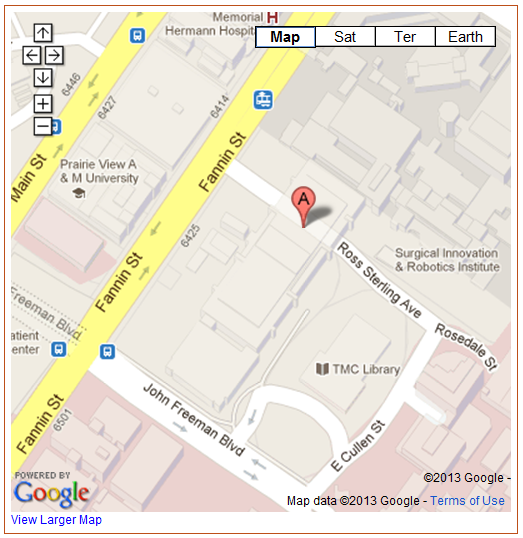 Memorial H
Hermann Hospital
Map
Sat
Ter
Earth
6446
6427
6414
Fannin St
Main St
Prairie View A
& M University
A
6425
Fannin St
Ross Sterling Ave
Surgical Innovation
& Robotics Institute
Freeman Blvd
atient
enter
Rosedale St
TMC Library
John Freeman Blvd
E Cullen St
Fannin St
6501
POWERED BY
Google
©2013 Google -
Map data ©2013 Google - Terms of Use
View Larger Map